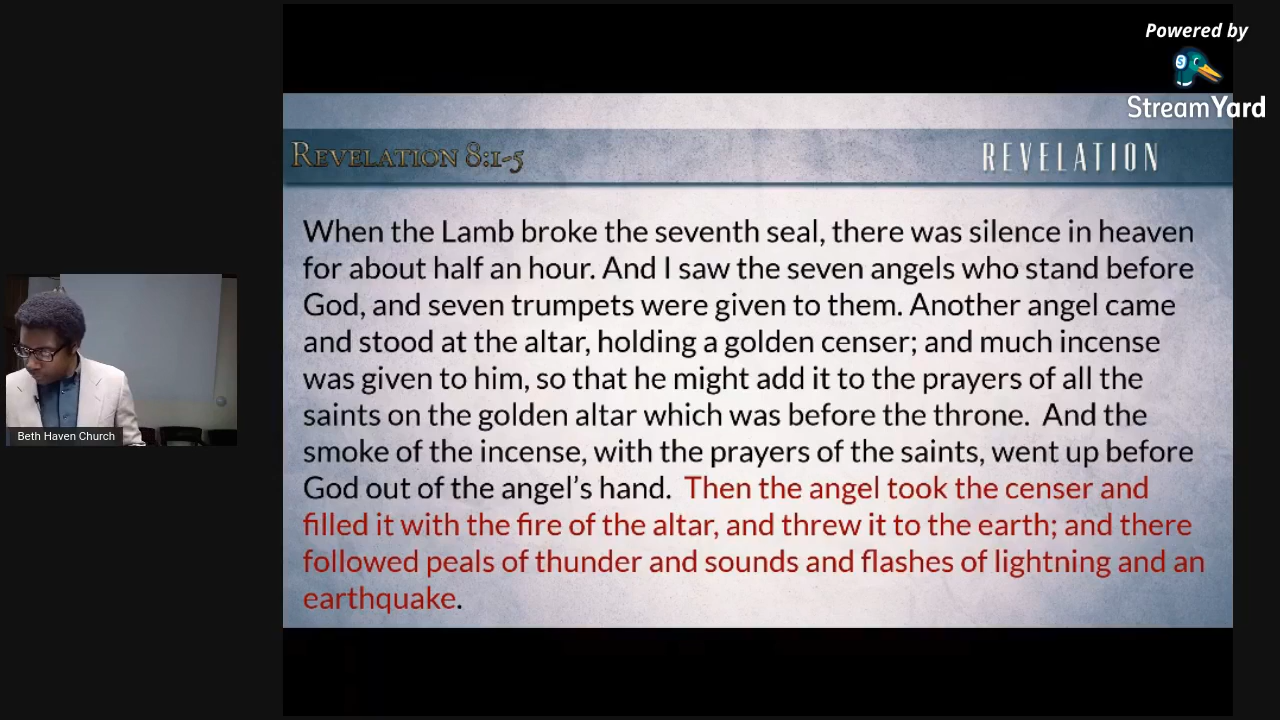 Powered by
StreamYard
REVELATION 8:1-5
REVELATION
When the Lamb broke the seventh seal, there was silence in heaven
for about half an hour. And I saw the seven angels who stand before
God, and seven trumpets were given to them. Another angel came
and stood at the altar, holding a golden censer; and much incense
was given to him, so that he might add it to the prayers of all the
saints on the golden altar which was before the throne.  And the
smoke of the incense, with the prayers of the saints, went up before
God out of the angel’s hand.  Then the angel took the censer and
filled it with the fire of the altar, and threw it to the earth; and there
followed peals of thunder and sounds and flashes of lightning and an
earthquake.
Beth Haven Church